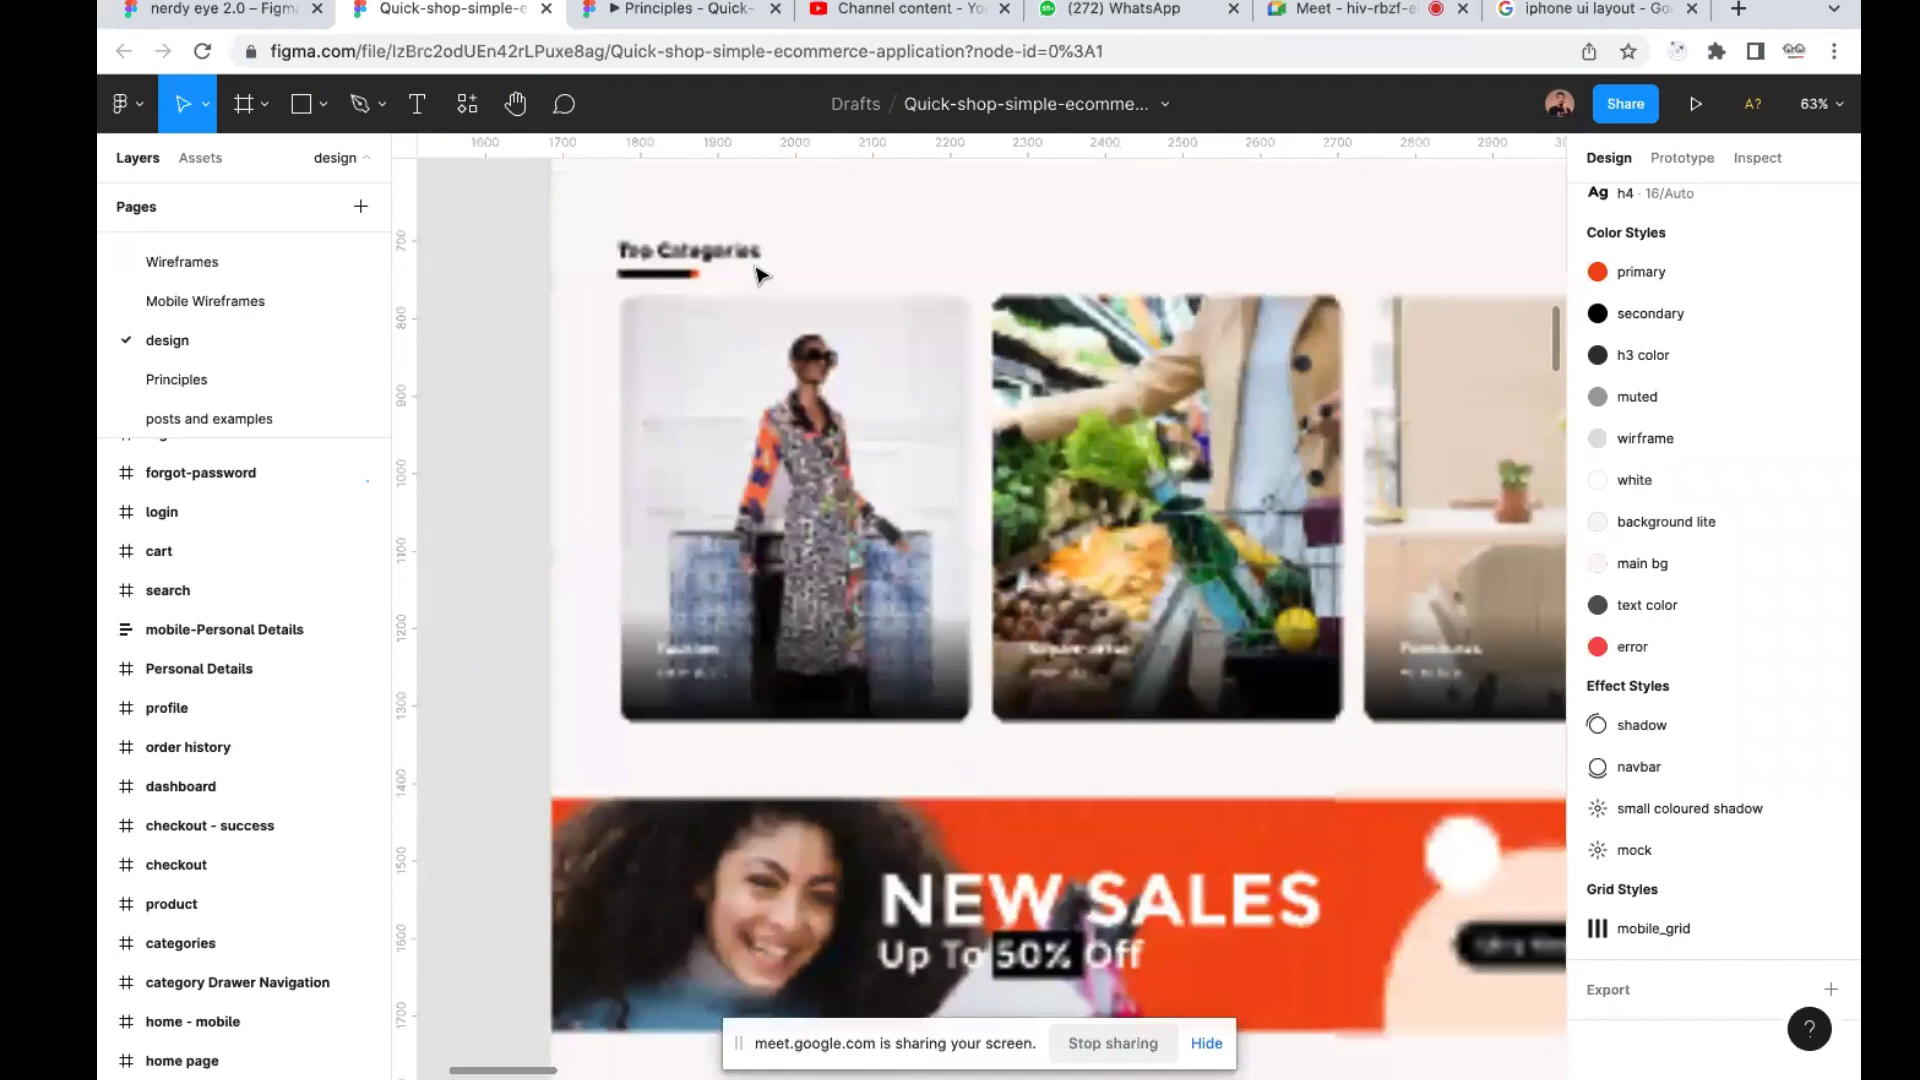 nerdy eye 2.0 – Figma
Quick-shop-simple-e
Principles - Quick-
Channel content - Yo
(272) WhatsApp
Meet - hiv-rbzf-e
iphone ui layout - Go
figma.com/file/IzBrc2odUEn42rLPuxe8ag/Quick-shop-simple-ecommerce-application?node-id=0%3A1
Drafts / Quick-shop-simple-ecomme...
Share
A?
63%
Layers
Assets
design
1600 1700 1800 1900 2000 2100 2200 2300 2400 2500 2600 2700 2800 2900
Design
Prototype
Inspect
Pages
Wireframes
Mobile Wireframes
design
Principles
posts and examples
forgot-password
login
cart
search
mobile-Personal Details
Personal Details
profile
order history
dashboard
checkout - success
checkout
product
categories
category Drawer Navigation
home - mobile
home page
700
800
900
1000
1100
1200
1300
1400
1500
1600
1700
Top Categories
Fashion
NEW SALES
Up To 50% Off
meet.google.com is sharing your screen.
Stop sharing
Hide
Ag h4 · 16/Auto
Color Styles
primary
secondary
h3 color
muted
wirframe
white
background lite
main bg
text color
error
Effect Styles
shadow
navbar
small coloured shadow
mock
Grid Styles
mobile_grid
Export
?